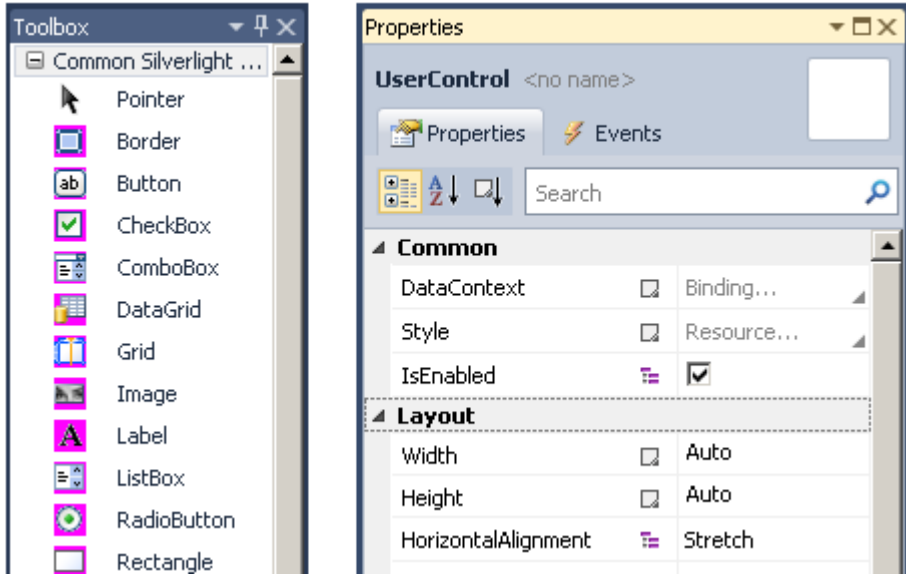 Toolbox
Common Silverlight ...
Pointer
Border
ab Button
CheckBox
ComboBox
DataGrid
Grid
Image
A Label
ListBox
RadioButton
Rectangle
Properties
UserControl <no name>
Properties Events
A Z Search
Common
DataContext Binding...
Style Resource...
IsEnabled
Layout
Width Auto
Height Auto
HorizontalAlignment Stretch